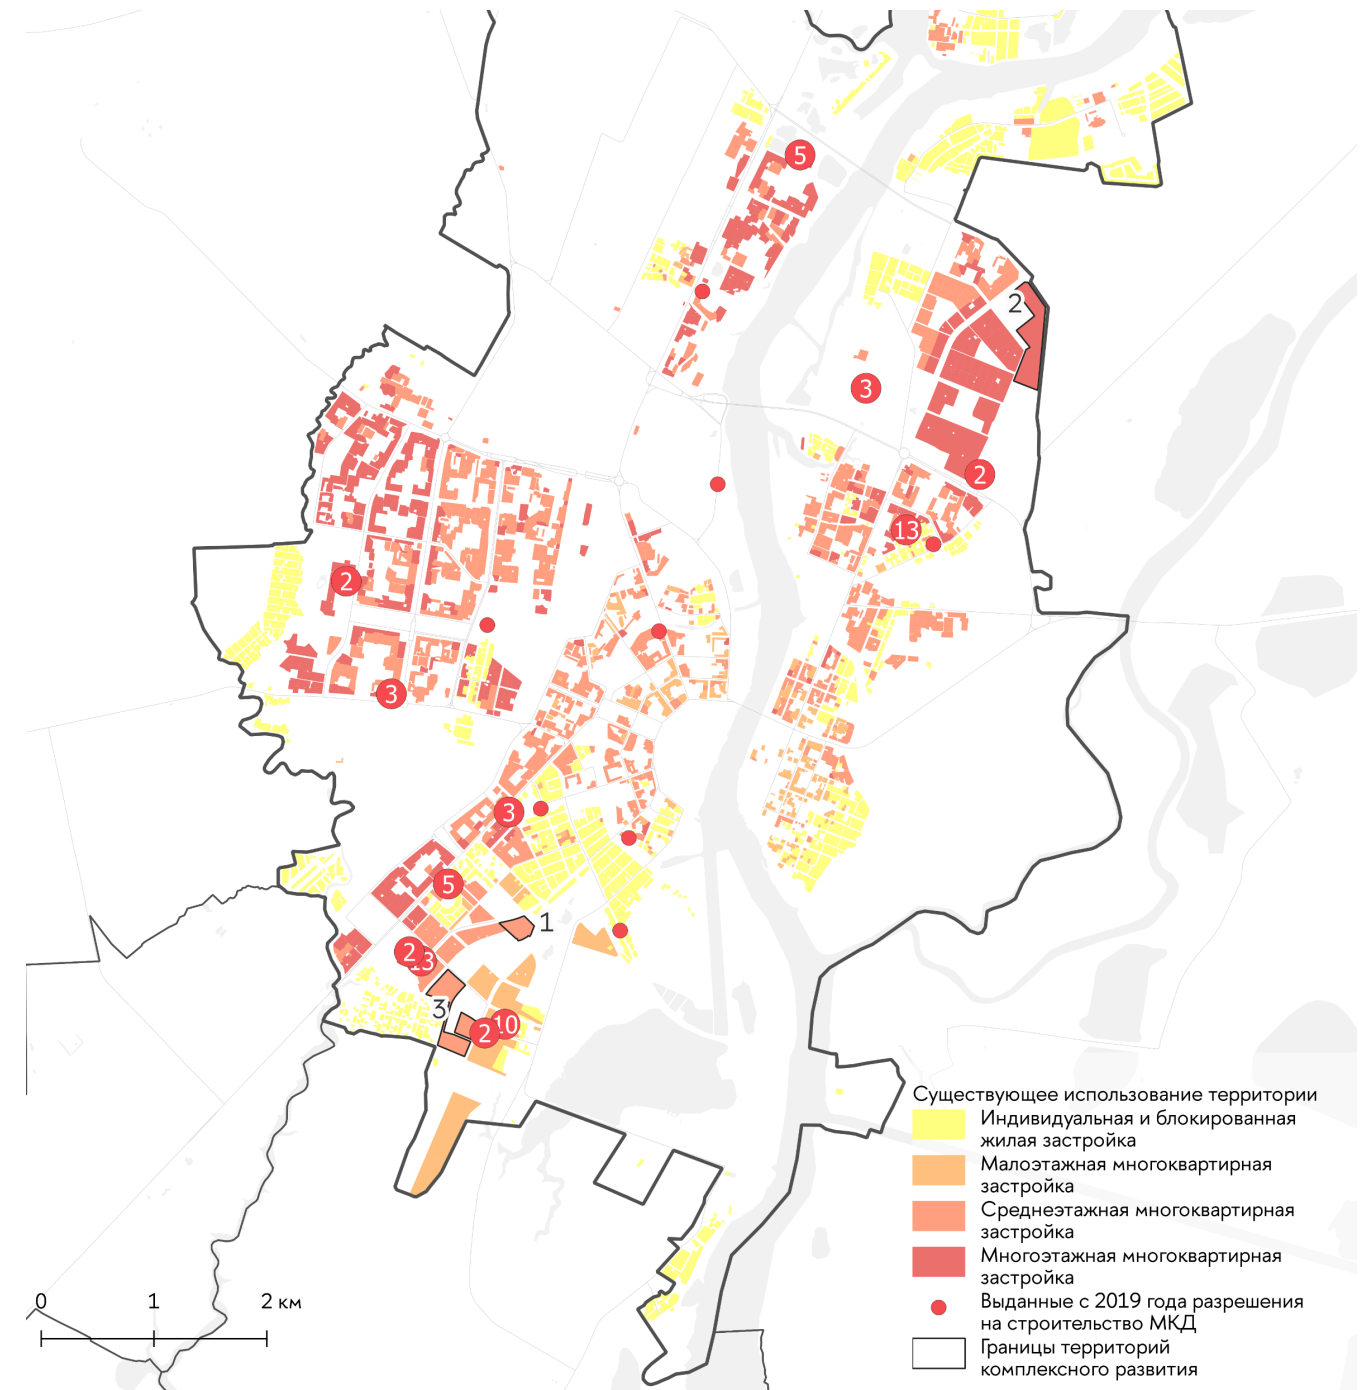 5
2
3
2
13
2
3
3
5
1
2
13
3
2
10
Существующее использование территории
Индивидуальная и блокированная
жилая застройка
Малоэтажная многоквартирная
застройка
Среднеэтажная многоквартирная
застройка
Многоэтажная многоквартирная
застройка
Выданные с 2019 года разрешения
на строительство МКД
Границы территорий
комплексного развития
0 1 2 км